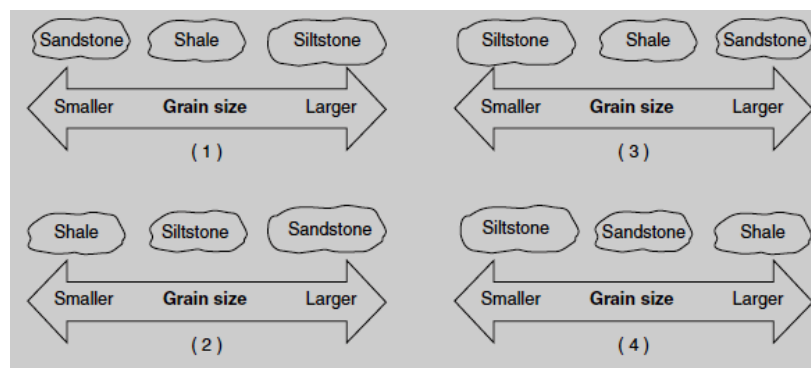 Sandstone Shale Siltstone
Smaller Grain size Larger
( 1 )
Siltstone Shale Sandstone
Smaller Grain size Larger
( 3 )
Shale Siltstone Sandstone
Smaller Grain size Larger
( 2 )
Siltstone Sandstone Shale
Smaller Grain size Larger
( 4 )